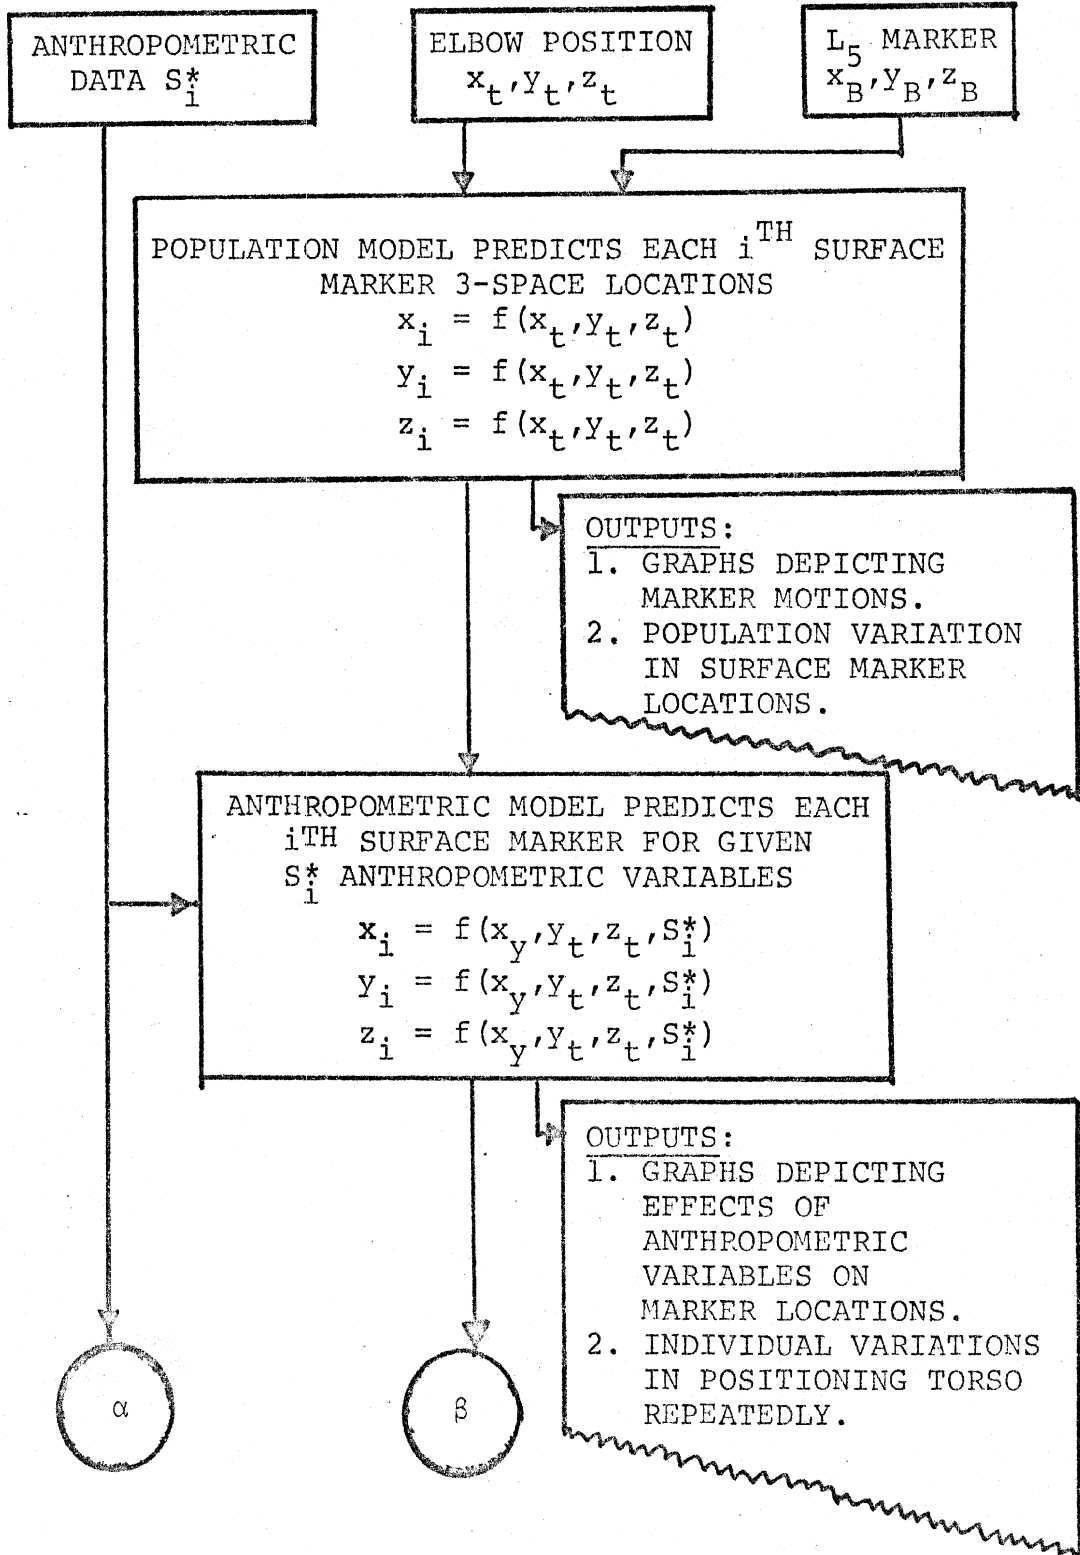 ANTHROPOMETRIC
DATA S*i
ELBOW POSITION
xt,yt,zt
L5 MARKER
xB,yB,zB
POPULATION MODEL PREDICTS EACH iTH SURFACE
MARKER 3-SPACE LOCATIONS
xi = f(xt,yt,zt)
yi = f(xt,yt,zt)
zi = f(xt,yt,zt)
OUTPUTS:
1. GRAPHS DEPICTING
MARKER MOTIONS.
2. POPULATION VARIATION
IN SURFACE MARKER
LOCATIONS.
ANTHROPOMETRIC MODEL PREDICTS EACH
iTH SURFACE MARKER FOR GIVEN
S*i ANTHROPOMETRIC VARIABLES
xi = f(xy,yt,zt,S*i)
yi = f(xy,yt,zt,S*i)
zi = f(xy,yt,zt,S*i)
OUTPUTS:
1. GRAPHS DEPICTING
EFFECTS OF
ANTHROPOMETRIC
VARIABLES ON
MARKER LOCATIONS.
2. INDIVIDUAL VARIATIONS
IN POSITIONING TORSO
REPEATEDLY.
α
β